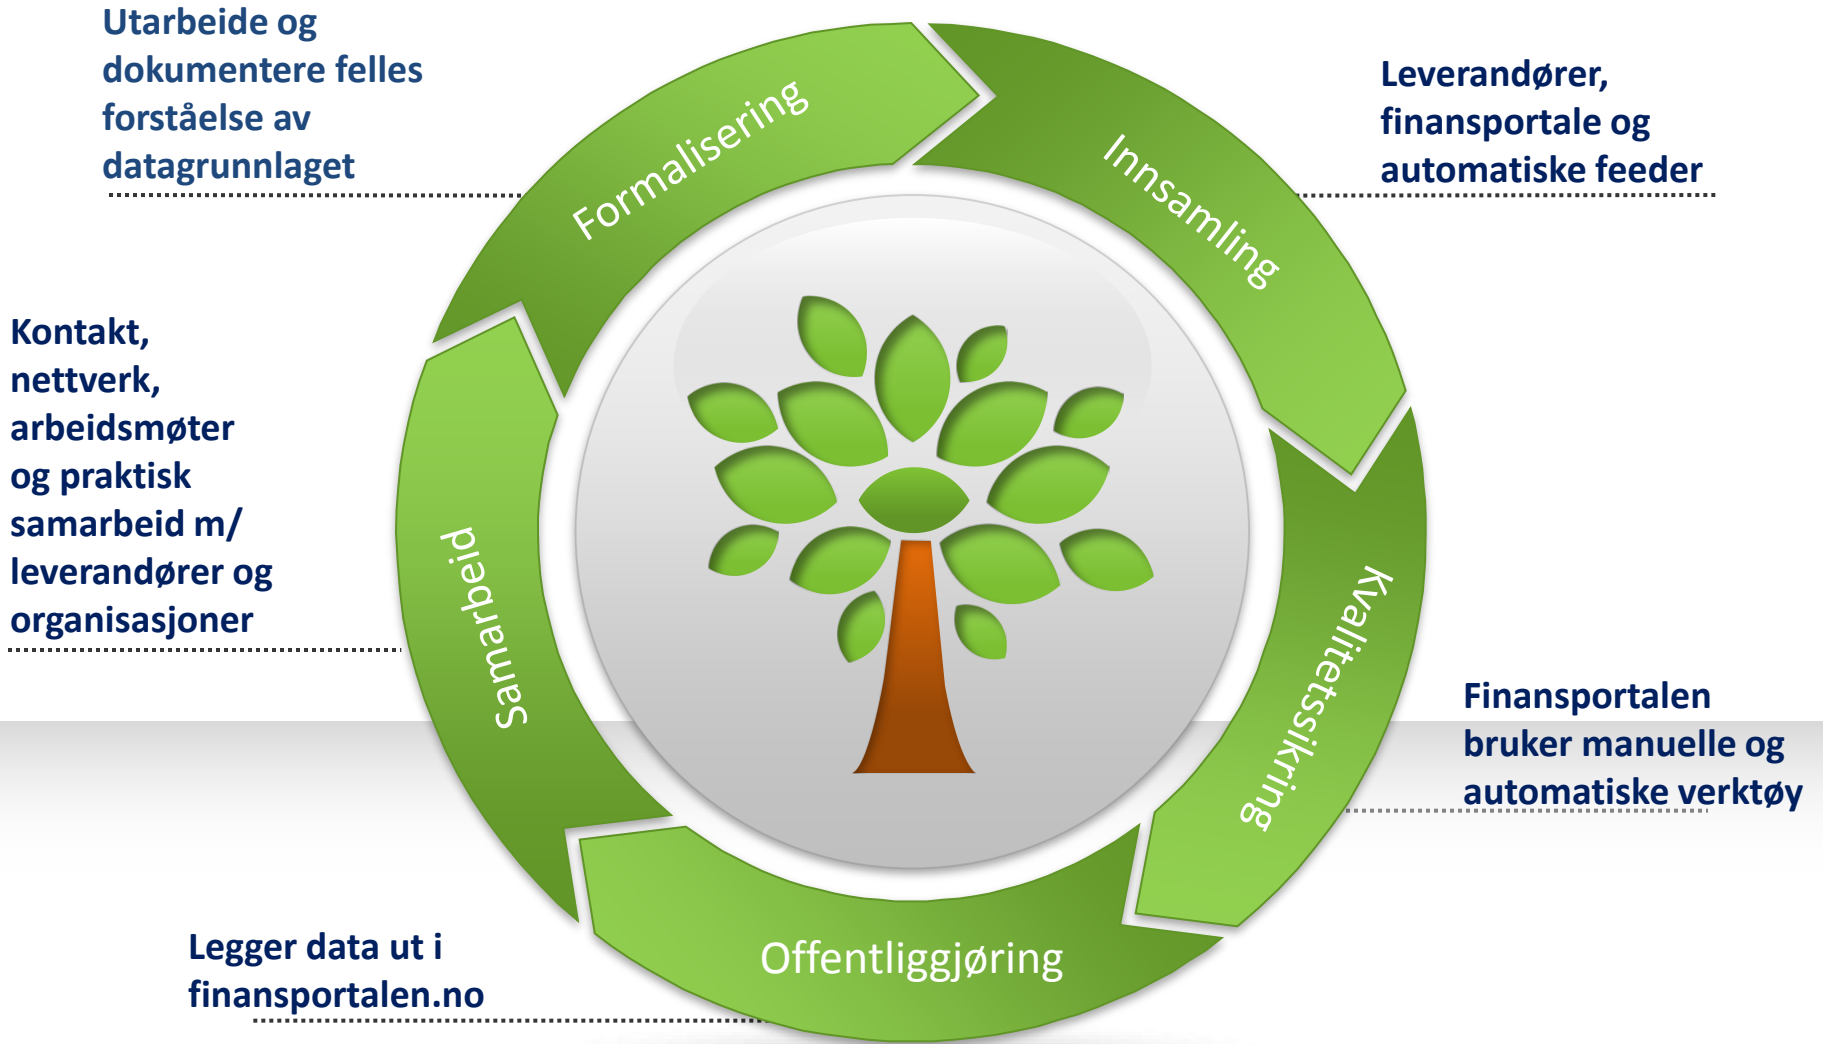 Utarbeide og
dokumentere felles
forståelse av
datagrunnlaget
Formalisering
Innsamling
Leverandører,
finansportale og
automatiske feeder
Kontakt,
nettverk,
arbeidsmøter
og praktisk
samarbeid m/
leverandører og
organisasjoner
Samarbeid
Kvalitetssikring
Finansportalen
bruker manuelle og
automatiske verktøy
Legger data ut i
finansportalen.no
Offentliggjøring